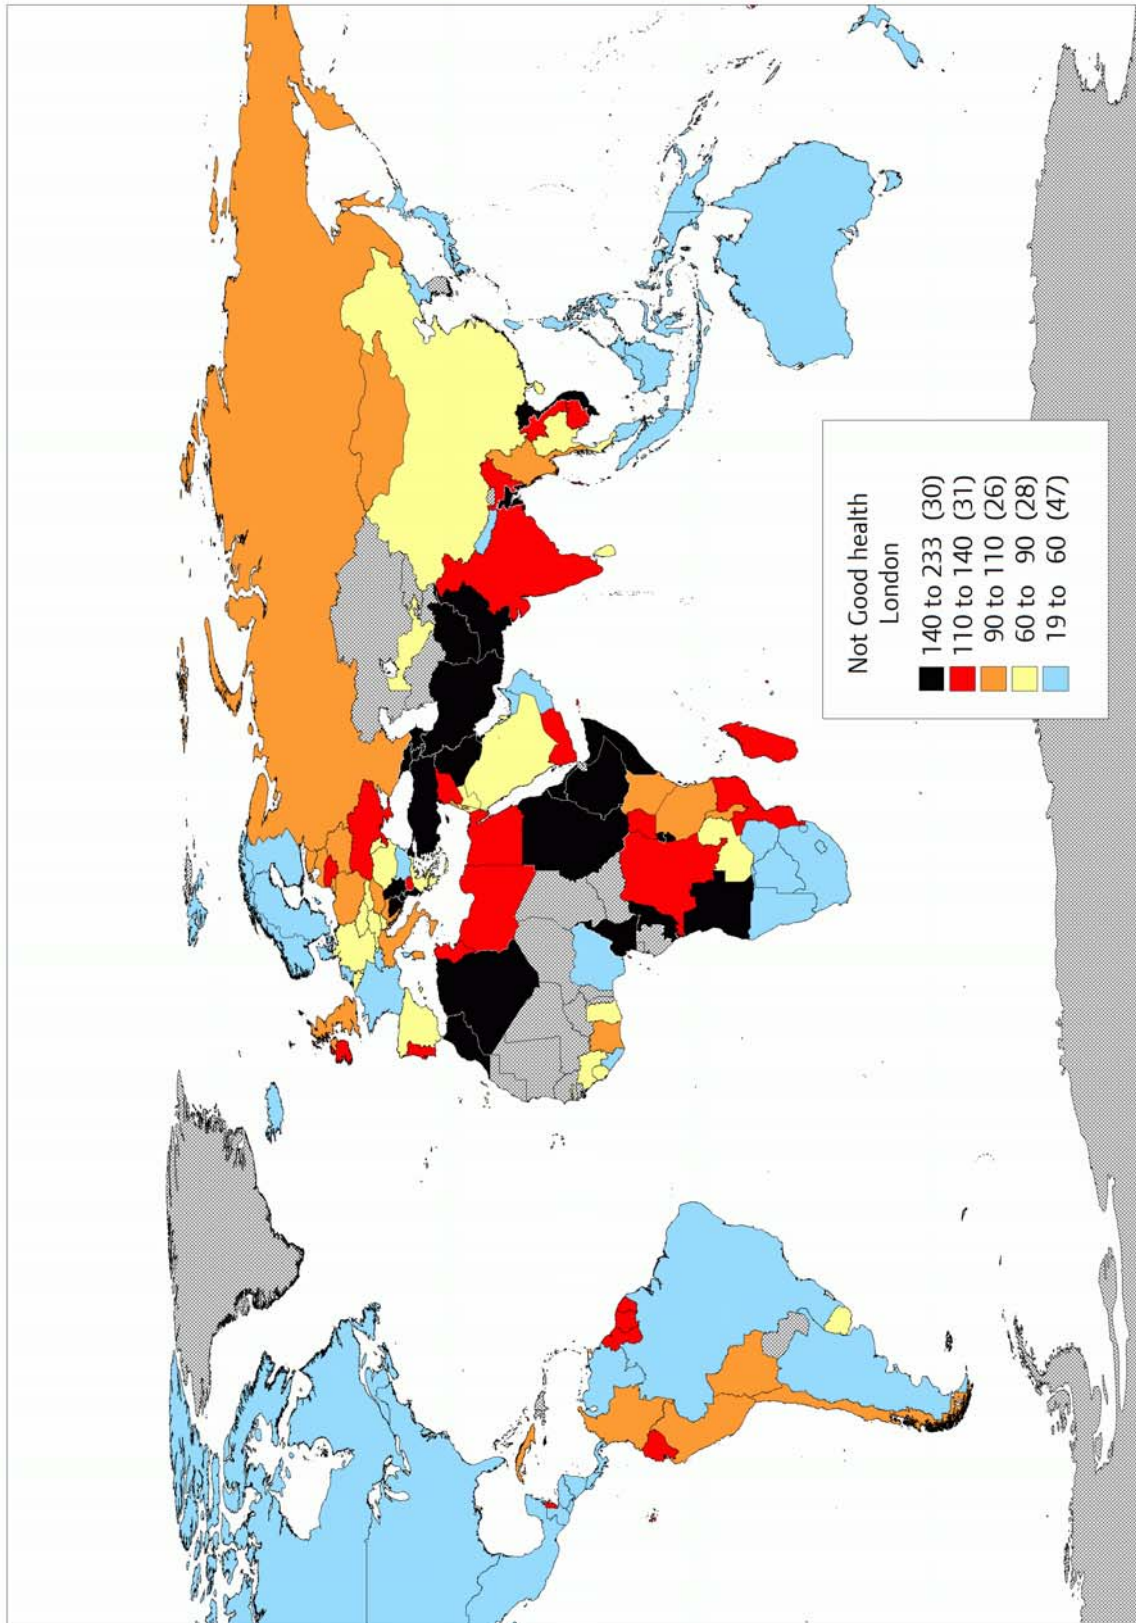 Not Good health
London
140 to 233 (30)
110 to 140 (31)
90 to 110 (26)
60 to 90 (28)
19 to 60 (47)